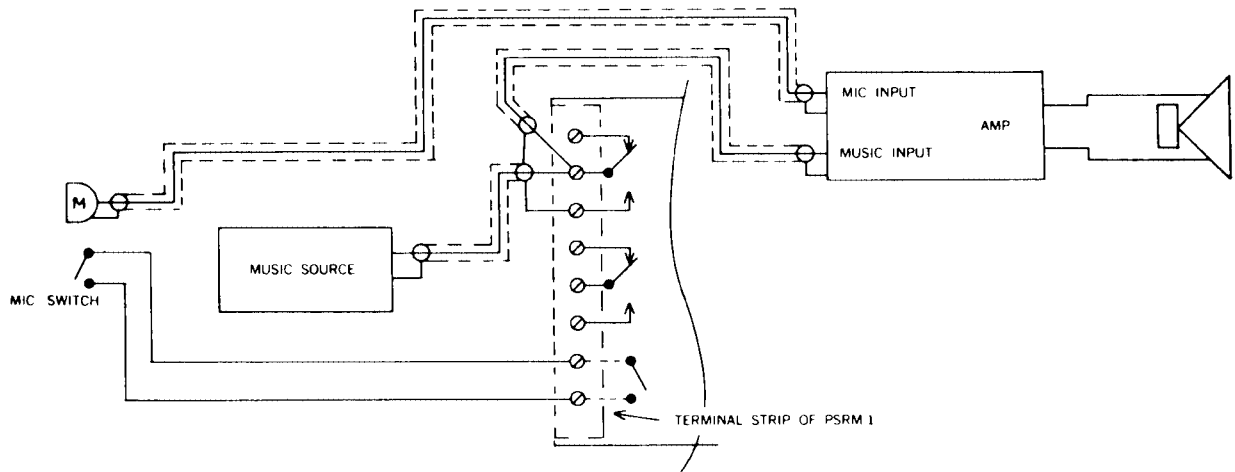 MIC INPUT
AMP
MUSIC INPUT
M
MUSIC SOURCE
MIC SWITCH
TERMINAL STRIP OF PSRM 1